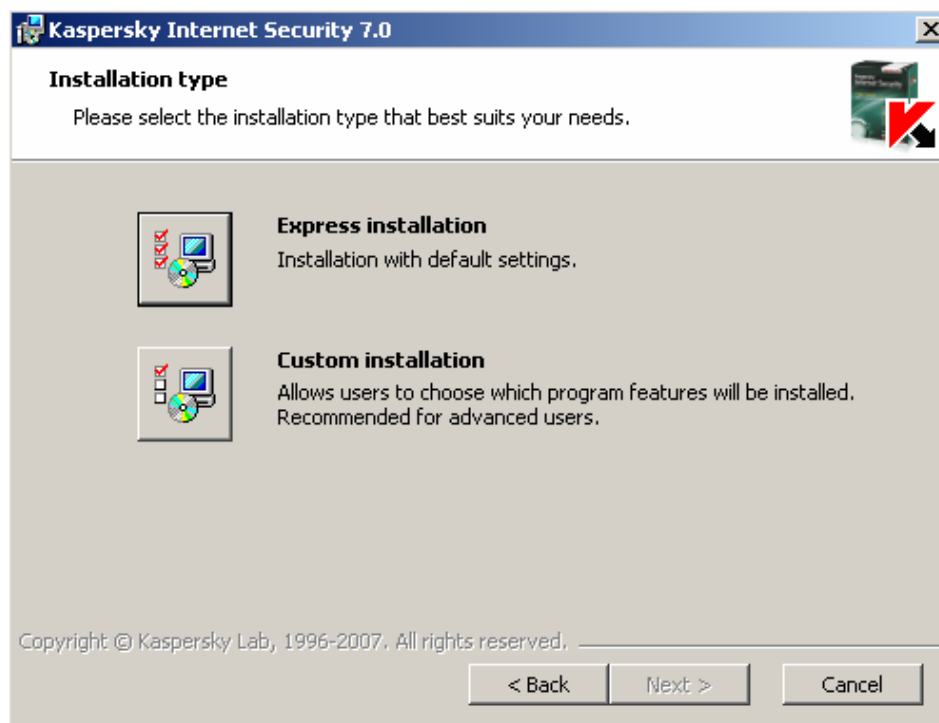 Kaspersky Internet Security 7.0
Installation type
Please select the installation type that best suits your needs.
Express installation
Installation with default settings.
Custom installation
Allows users to choose which program features will be installed.
Recommended for advanced users.
Copyright © Kaspersky Lab, 1996-2007. All rights reserved.
< Back
Next >
Cancel